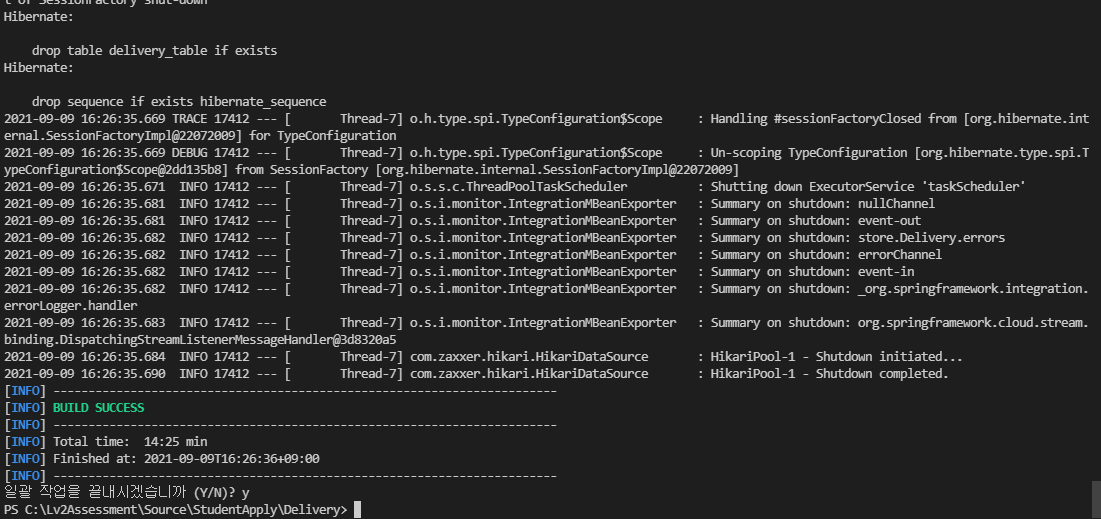 t of SessionFactory shut-down
Hibernate:
drop table delivery_table if exists
Hibernate:
drop sequence if exists hibernate_sequence
2021-09-09 16:26:35.669 TRACE 17412 --- [       Thread-7] o.h.type.spi.TypeConfiguration$Scope     : Handling #sessionFactoryClosed from [org.hibernate.int
ernal.SessionFactoryImpl@22072009] for TypeConfiguration
2021-09-09 16:26:35.669 DEBUG 17412 --- [       Thread-7] o.h.type.spi.TypeConfiguration$Scope     : Un-scoping TypeConfiguration [org.hibernate.type.spi.T
ypeConfiguration$Scope@2dd135b8] from SessionFactory [org.hibernate.internal.SessionFactoryImpl@22072009]
2021-09-09 16:26:35.671  INFO 17412 --- [       Thread-7] o.s.s.c.ThreadPoolTaskScheduler          : Shutting down ExecutorService 'taskScheduler'
2021-09-09 16:26:35.681  INFO 17412 --- [       Thread-7] o.s.i.monitor.IntegrationMBeanExporter   : Summary on shutdown: nullChannel
2021-09-09 16:26:35.681  INFO 17412 --- [       Thread-7] o.s.i.monitor.IntegrationMBeanExporter   : Summary on shutdown: event-out
2021-09-09 16:26:35.682  INFO 17412 --- [       Thread-7] o.s.i.monitor.IntegrationMBeanExporter   : Summary on shutdown: store.Delivery.errors
2021-09-09 16:26:35.682  INFO 17412 --- [       Thread-7] o.s.i.monitor.IntegrationMBeanExporter   : Summary on shutdown: errorChannel
2021-09-09 16:26:35.682  INFO 17412 --- [       Thread-7] o.s.i.monitor.IntegrationMBeanExporter   : Summary on shutdown: event-in
2021-09-09 16:26:35.682  INFO 17412 --- [       Thread-7] o.s.i.monitor.IntegrationMBeanExporter   : Summary on shutdown: _org.springframework.integration.
errorLogger.handler
2021-09-09 16:26:35.683  INFO 17412 --- [       Thread-7] o.s.i.monitor.IntegrationMBeanExporter   : Summary on shutdown: org.springframework.cloud.stream.
binding.DispatchingStreamListenerMessageHandler@3d8320a5
2021-09-09 16:26:35.684  INFO 17412 --- [       Thread-7] com.zaxxer.hikari.HikariDataSource       : HikariPool-1 - Shutdown initiated...
2021-09-09 16:26:35.690  INFO 17412 --- [       Thread-7] com.zaxxer.hikari.HikariDataSource       : HikariPool-1 - Shutdown completed.
[INFO] ------------------------------------------------------------------------
[INFO] BUILD SUCCESS
[INFO] ------------------------------------------------------------------------
[INFO] Total time:  14:25 min
[INFO] Finished at: 2021-09-09T16:26:36+09:00
[INFO] ------------------------------------------------------------------------
일괄 작업을 끝내시겠습니까 (Y/N)? y
PS C:\Lv2Assessment\Source\StudentApply\Delivery>